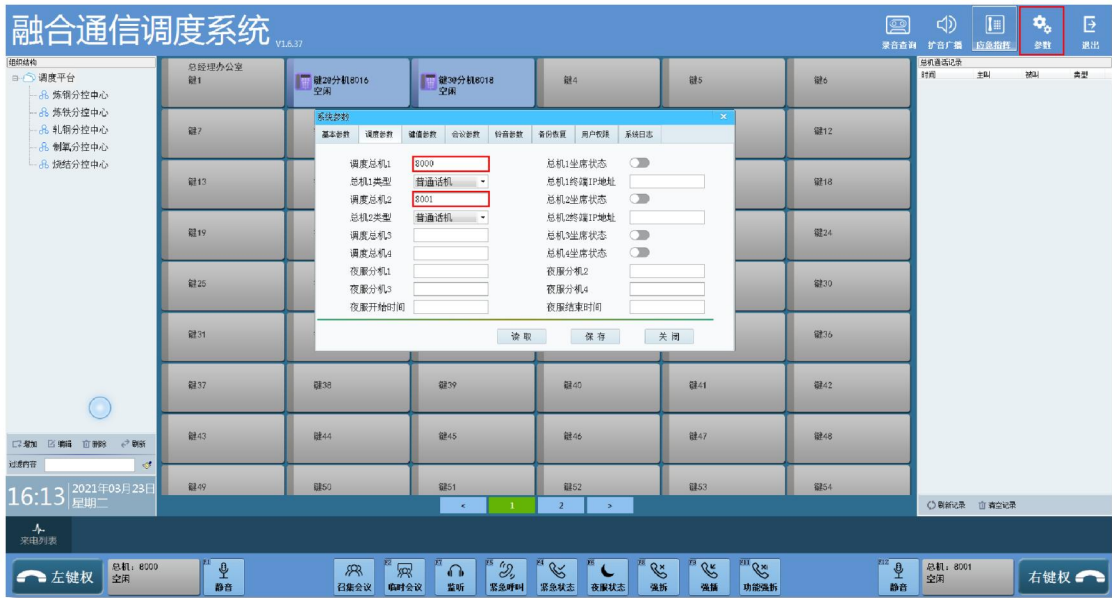 融合通信调度系统 V1.6.37
录音查询 扩音广播 应急指挥 参数 退出
组织结构
调度平台
炼钢分控中心
炼铁分控中心
轧钢分控中心
制氧分控中心
烧结分控中心
增加 编辑 删除 刷新
过滤内容
16:13 2021年03月23日
星期二
总经理办公室
键1
键29分机8016
空闲
键30分机8018
空闲
键4
键5
键6
键7
键12
键13
键18
键19
键24
键25
键30
键31
键36
键37
键38
键39
键40
键41
键42
键43
键44
键45
键46
键47
键48
键49
键50
键51
键52
键53
键54
< 1 2 >
系统参数 ×
基本参数 调度参数 键值参数 会议参数 铃音参数 备份恢复 用户权限 系统日志
调度总机1 8000 总机1坐席状态
总机1类型 普通话机 总机1终端IP地址
调度总机2 8001 总机2坐席状态
总机2类型 普通话机 总机2终端IP地址
调度总机3 总机3坐席状态
调度总机4 总机4坐席状态
夜服分机1 夜服分机2
夜服分机3 夜服分机4
夜服开始时间 夜服结束时间
读取 保存 关闭
总机通话记录
时间 主叫 被叫 类型
刷新记录 清空记录
来电列表
左键权
总机: 8000
空闲
F1 静音
召集会议
临时会议
F7 监听
紧急呼叫
紧急状态
夜服状态
强拆
强插
F11 功能强拆
F12 静音
总机: 8001
空闲
右键权